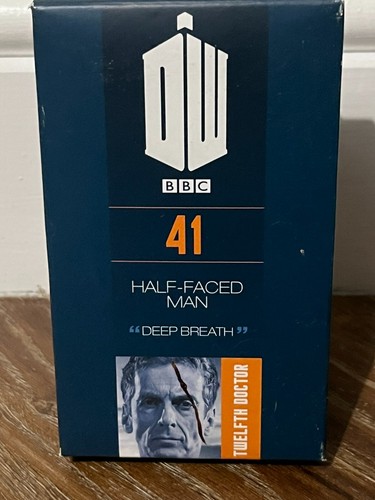 DW
BBC
41
HALF-FACED
MAN
“DEEP BREATH”
TWELFTH DOCTOR